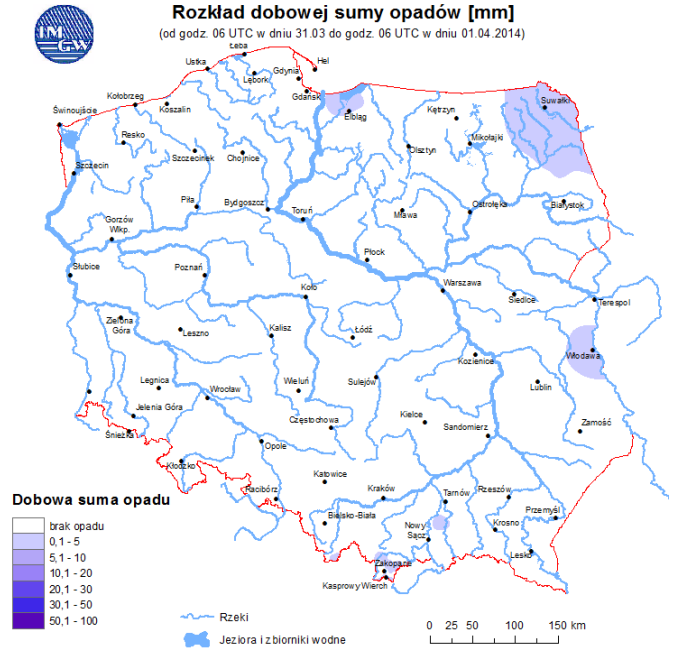 IM
GW
Rozkład dobowej sumy opadów [mm]
(od godz. 06 UTC w dniu 31.03 do godz. 06 UTC w dniu 01.04.2014)
Łeba
Hel
Ustka
Gdynia
Lębork
Gdańsk
Kołobrzeg
Koszalin
Suwałki
Świnoujście
Elbląg
Kętrzyn
Resko
Mikołajki
Szczecinek
Chojnice
Olsztyn
Szczecin
Piła
Bydgoszcz
Toruń
Mława
Ostrołęka
Białystok
Gorzów
Wlkp.
Płock
Słubice
Poznań
Koło
Warszawa
Siedlce
Terespol
Zielona
Góra
Leszno
Kalisz
Łódź
Kozienice
Włodawa
Legnica
Wrocław
Wieluń
Sulejów
Lublin
Jelenia Góra
Częstochowa
Kielce
Sandomierz
Zamość
Śnieżka
Opole
Kłodzko
Katowice
Racibórz
Kraków
Tarnów
Rzeszów
Przemyśl
Bielsko-Biała
Nowy
Sącz
Krosno
Lesko
Zakopane
Kasprowy Wierch
Dobowa suma opadu
brak opadu
0,1 - 5
5,1 - 10
10,1 - 20
20,1 - 30
30,1 - 50
50,1 - 100
Rzeki
Jeziora i zbiorniki wodne
0 25 50 100 150 km